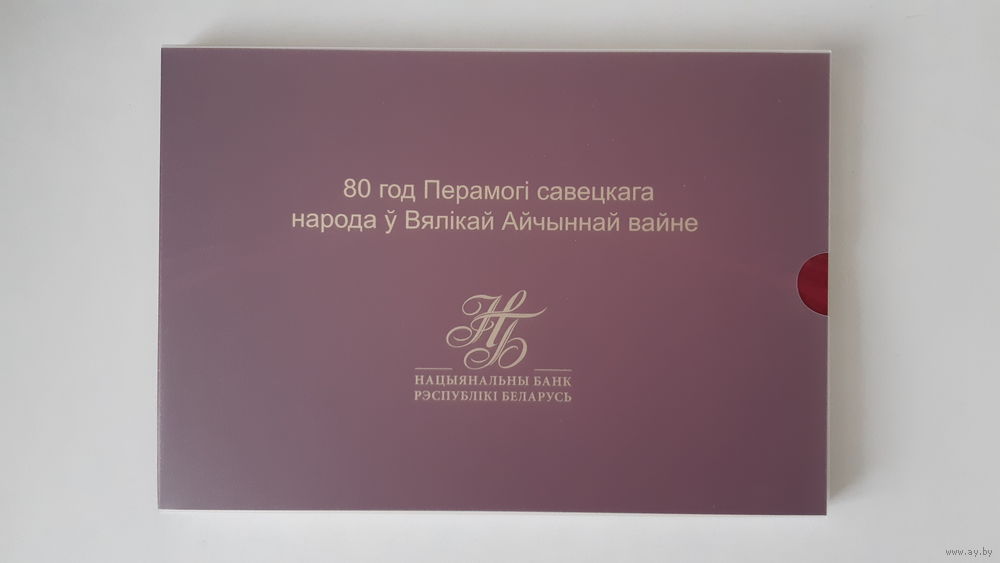 80 год Перамогі савецкага
народа ў Вялікай Айчыннай вайне
НБ
НАЦЫЯНАЛЬНЫ БАНК
РЭСПУБЛІКІ БЕЛАРУСЬ
www.ay.by